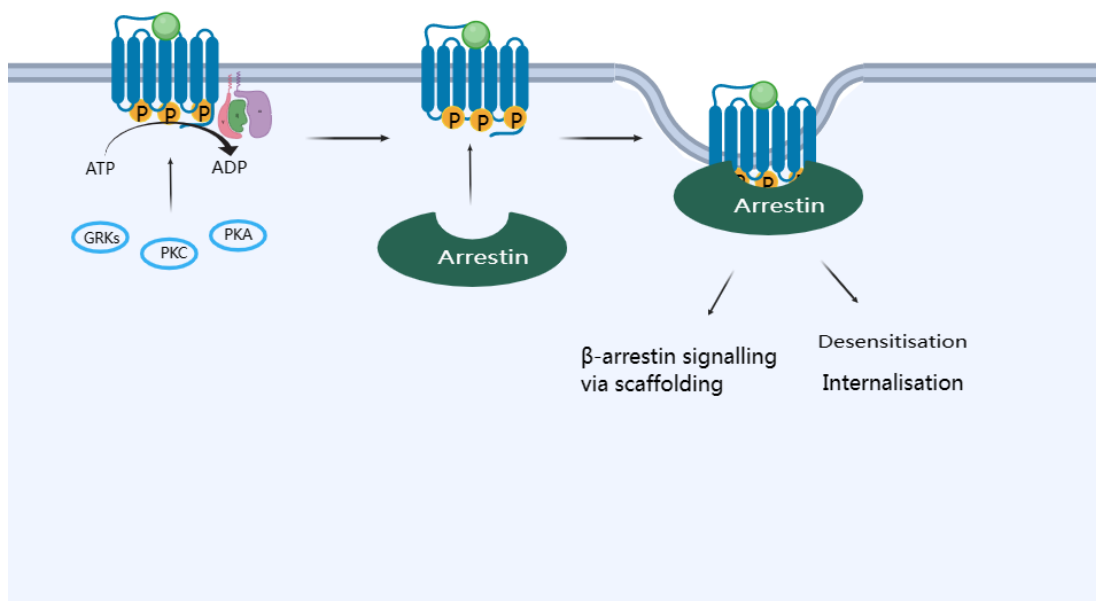 P P P
ATP
ADP
GRKs
PKC
PKA
P P P
Arrestin
P P P
Arrestin
β-arrestin signalling
via scaffolding
Desensitisation
Internalisation